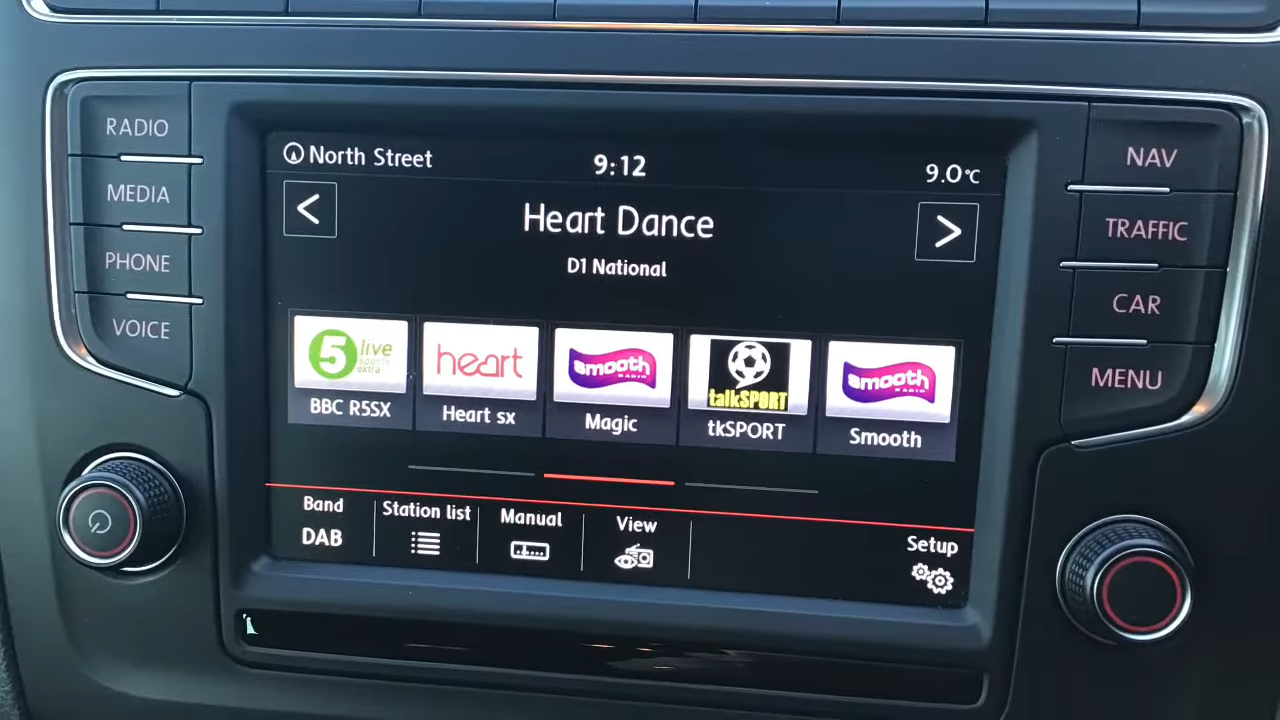 RADIO
MEDIA
PHONE
VOICE
North Street
9:12
9.0°C
<
Heart Dance
>
D1 National
5 live
sports
extra
BBC R5SX
heart
Heart sx
smooth
RADIO
Magic
talkSPORT
tkSPORT
smooth
RADIO
Smooth
Band
DAB
Station list
Manual
View
Setup
NAV
TRAFFIC
CAR
MENU